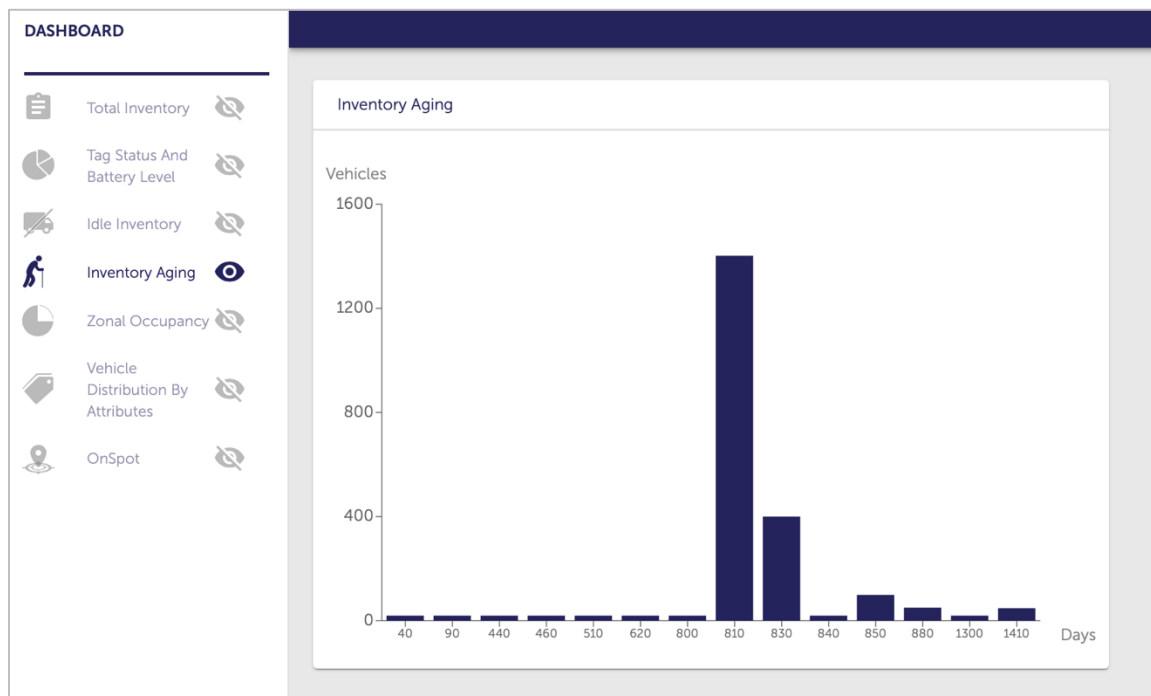 DASHBOARD
Total Inventory
Tag Status And
Battery Level
Idle Inventory
Inventory Aging
Zonal Occupancy
Vehicle
Distribution By
Attributes
OnSpot
Inventory Aging
Vehicles
1600
1200
800
400
0
40 90 440 460 510 620 800 810 830 840 850 880 1300 1410 Days